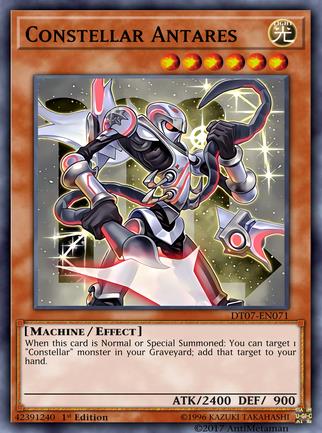 CONSTELLAR ANTARES
LIGHT
光
DT07-EN071
[MACHINE / EFFECT]
When this card is Normal or Special Summoned: You can target 1
"Constellar" monster in your Graveyard; add that target to your
hand.
ATK/2400 DEF/ 900
42391240 1st Edition ©1996 KAZUKI TAKAHASHI
©2017 AntiMetaman